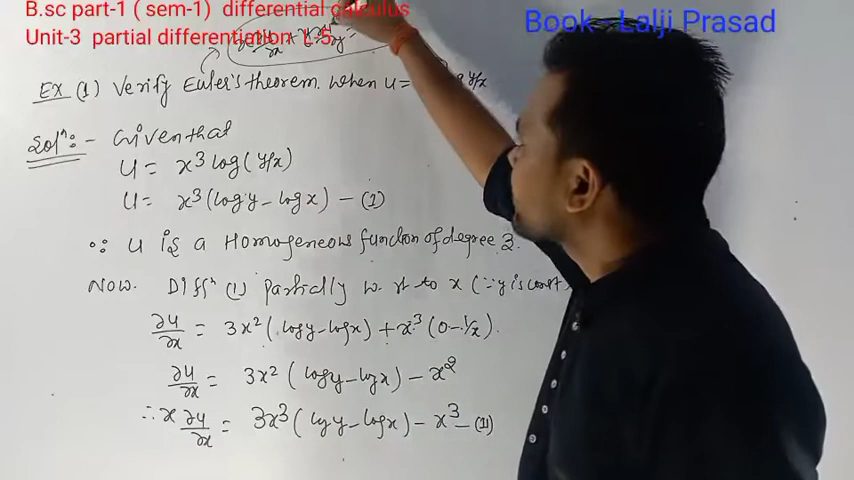 B.sc part-1 ( sem-1) differential calculus
Unit-3 partial differentiation L-5
Book - Lalji Prasad
Ex (1) Verify Euler's theorem. When u = y/x
Solⁿ:- Given that
u = x³ log(y/x)
u = x³(log y - log x) - (1)
∵ u is a Homogeneous function of degree 3.
Now. Diffⁿ (1) partially w.r. to x (∵ y is const)
∂u/∂x = 3x² (log y - log x) + x³ (0 - 1/x).
∂u/∂x = 3x² (log y - log x) - x²
∴ x ∂u/∂x = 3x³ (log y - log x) - x³ - (11)